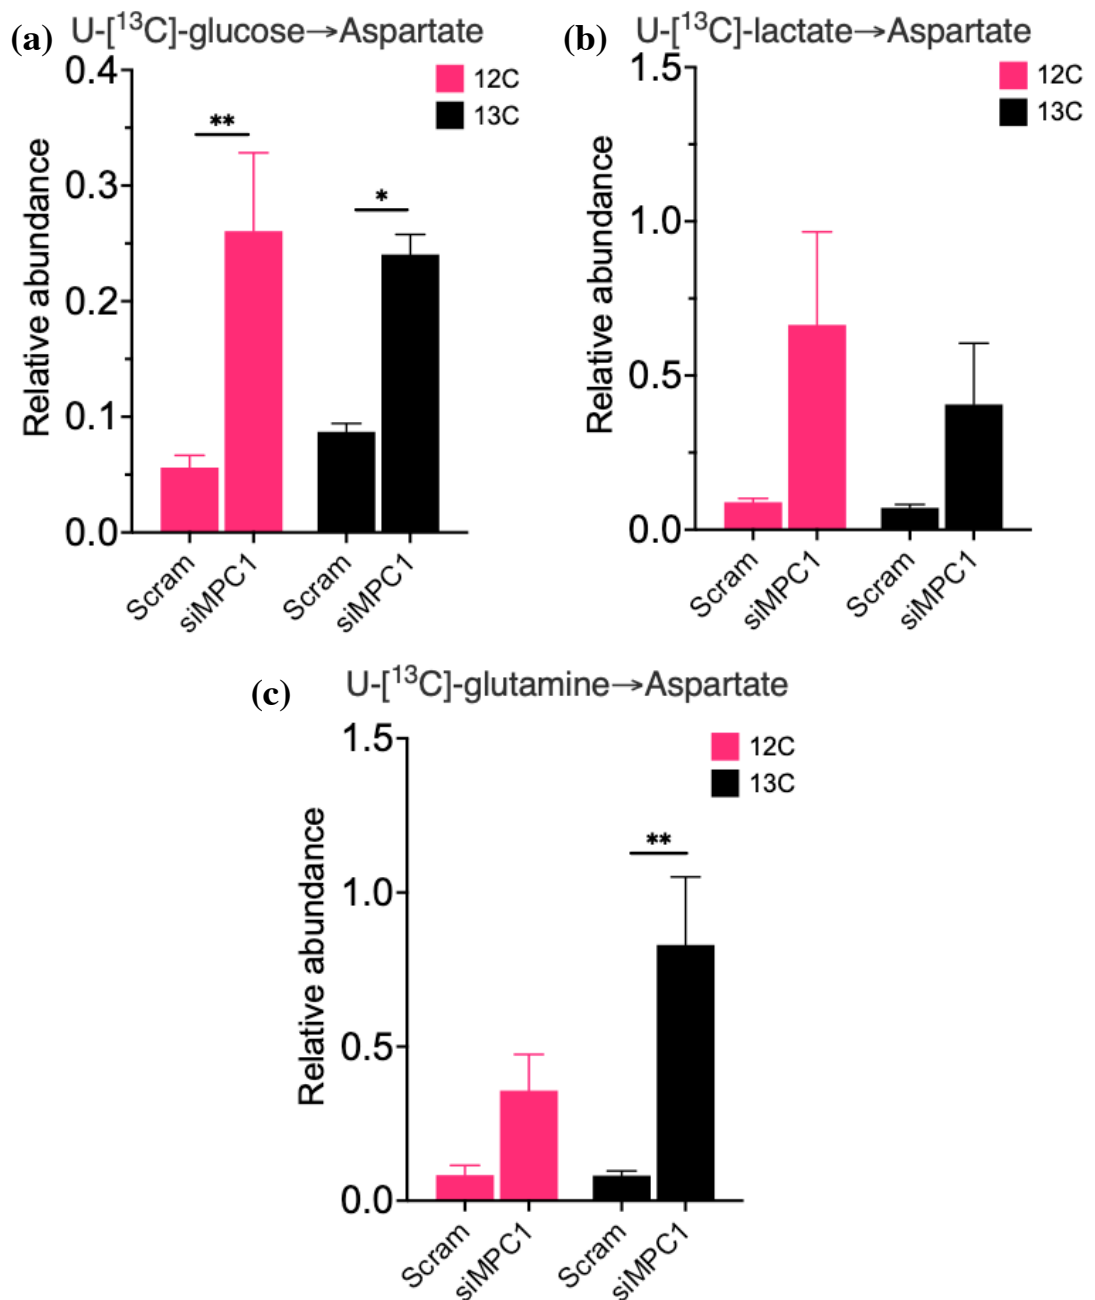 (a) U-[¹³C]-glucose→Aspartate
12C
13C
Relative abundance
0.4
0.3
0.2
0.1
0.0
**
*
Scram
siMPC1
Scram
siMPC1
(b) U-[¹³C]-lactate→Aspartate
12C
13C
Relative abundance
1.5
1.0
0.5
0.0
Scram
siMPC1
Scram
siMPC1
(c) U-[¹³C]-glutamine→Aspartate
12C
13C
Relative abundance
1.5
1.0
0.5
0.0
**
Scram
siMPC1
Scram
siMPC1